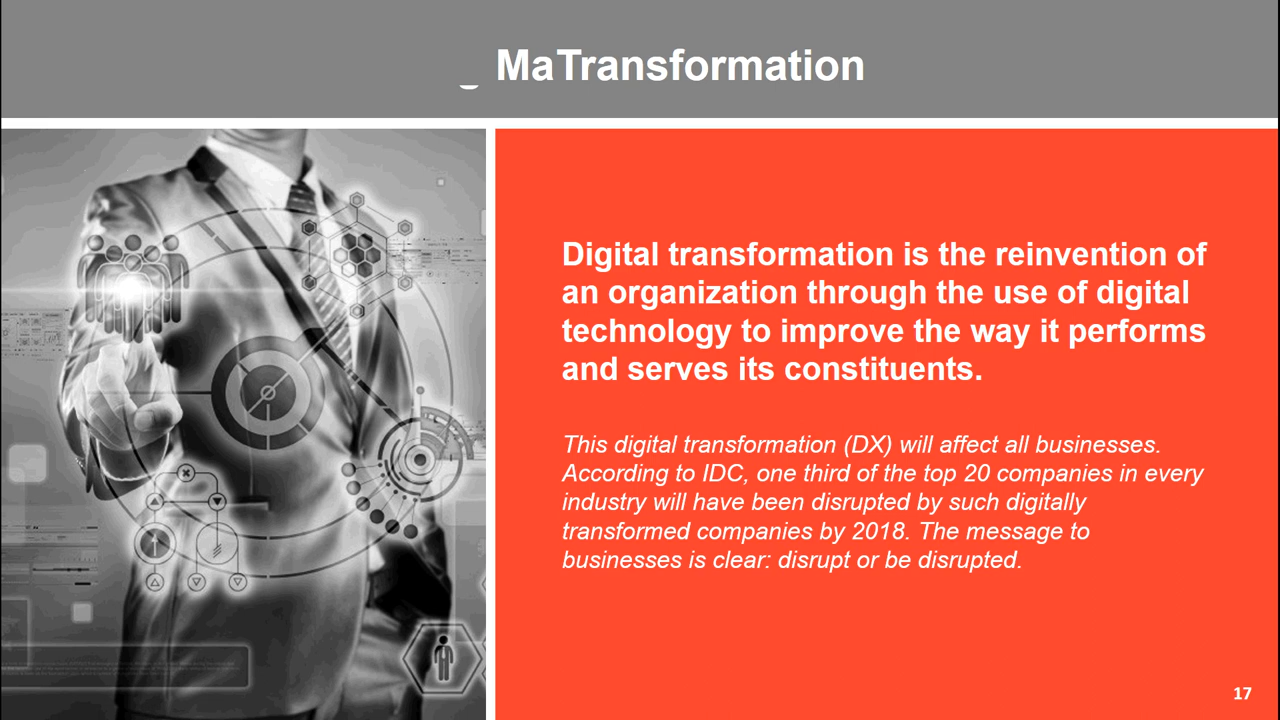 MaTransformation
Digital transformation is the reinvention of
an organization through the use of digital
technology to improve the way it performs
and serves its constituents.
This digital transformation (DX) will affect all businesses.
According to IDC, one third of the top 20 companies in every
industry will have been disrupted by such digitally
transformed companies by 2018. The message to
businesses is clear: disrupt or be disrupted.
17